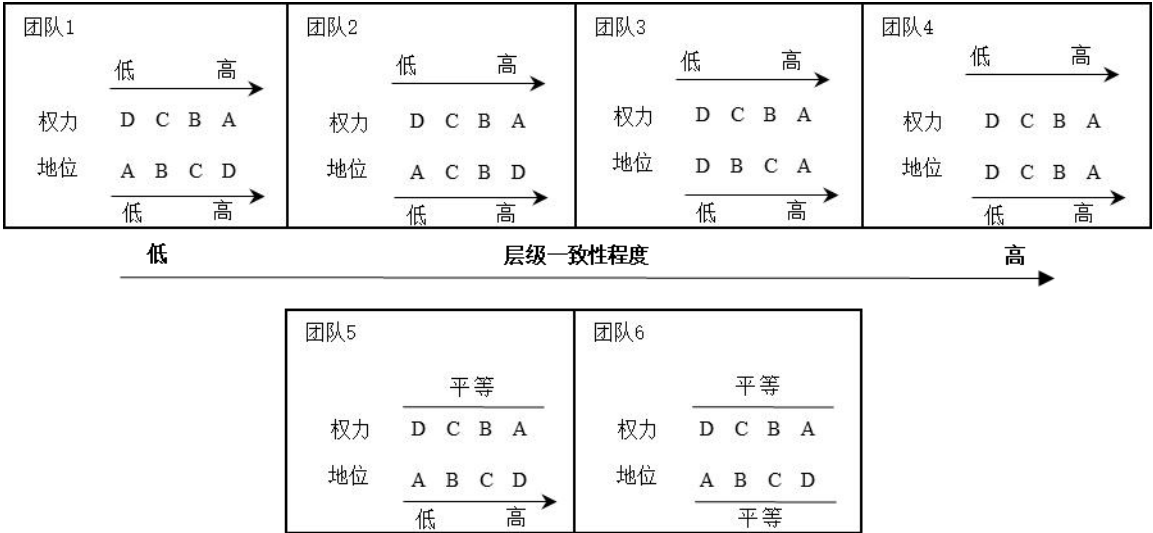 团队1
低 高
权力 D C B A
地位 A B C D
低 高
团队2
低 高
权力 D C B A
地位 A C B D
低 高
团队3
低 高
权力 D C B A
地位 D B C A
低 高
团队4
低 高
权力 D C B A
地位 D C B A
低 高
低 层级一致性程度 高
团队5
平等
权力 D C B A
地位 A B C D
低 高
团队6
平等
权力 D C B A
地位 A B C D
平等